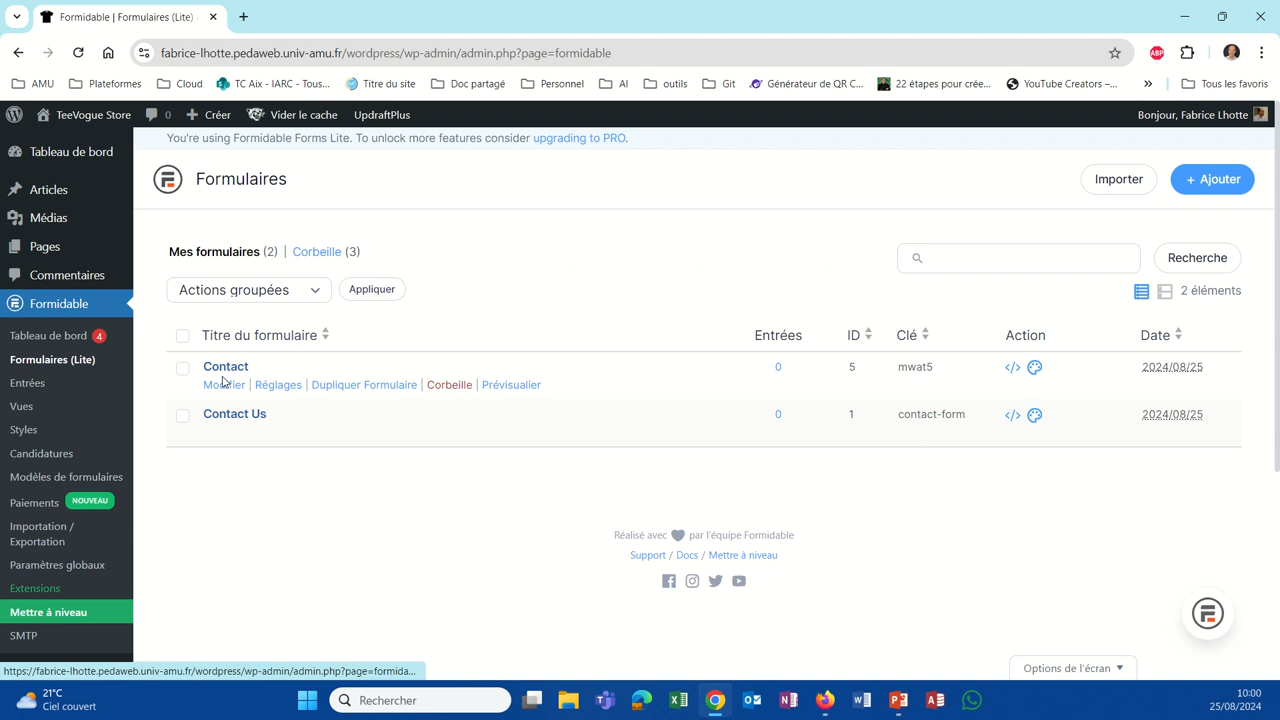 Formidable | Formulaires (Lite)
fabrice-lhotte.pedaweb.univ-amu.fr/wordpress/wp-admin/admin.php?page=formidable
AMU Plateformes Cloud TC Aix - IARC - Tous... Titre du site Doc partagé Personnel AI outils Git Générateur de QR C... 22 étapes pour crée... YouTube Creators –... » Tous les favoris
TeeVogue Store 0 + Créer Vider le cache UpdraftPlus Bonjour, Fabrice Lhotte
You're using Formidable Forms Lite. To unlock more features consider upgrading to PRO.
Tableau de bord
Articles
Médias
Pages
Commentaires
Formidable
Tableau de bord 4
Formulaires (Lite)
Entrées
Vues
Styles
Candidatures
Modèles de formulaires
Paiements NOUVEAU
Importation /
Exportation
Paramètres globaux
Extensions
Mettre à niveau
SMTP
Formulaires
Importer
+ Ajouter
Mes formulaires (2) | Corbeille (3)
Recherche
Actions groupées Appliquer
2 éléments
Titre du formulaire Entrées ID Clé Action Date
Contact 0 5 mwat5 </> 2024/08/25
Modifier | Réglages | Dupliquer Formulaire | Corbeille | Prévisualier
Contact Us 0 1 contact-form </> 2024/08/25
Réalisé avec par l'équipe Formidable
Support / Docs / Mettre à niveau
https://fabrice-lhotte.pedaweb.univ-amu.fr/wordpress/wp-admin/admin.php?page=formida...
Options de l'écran
21°C
Ciel couvert
Rechercher
10:00
25/08/2024